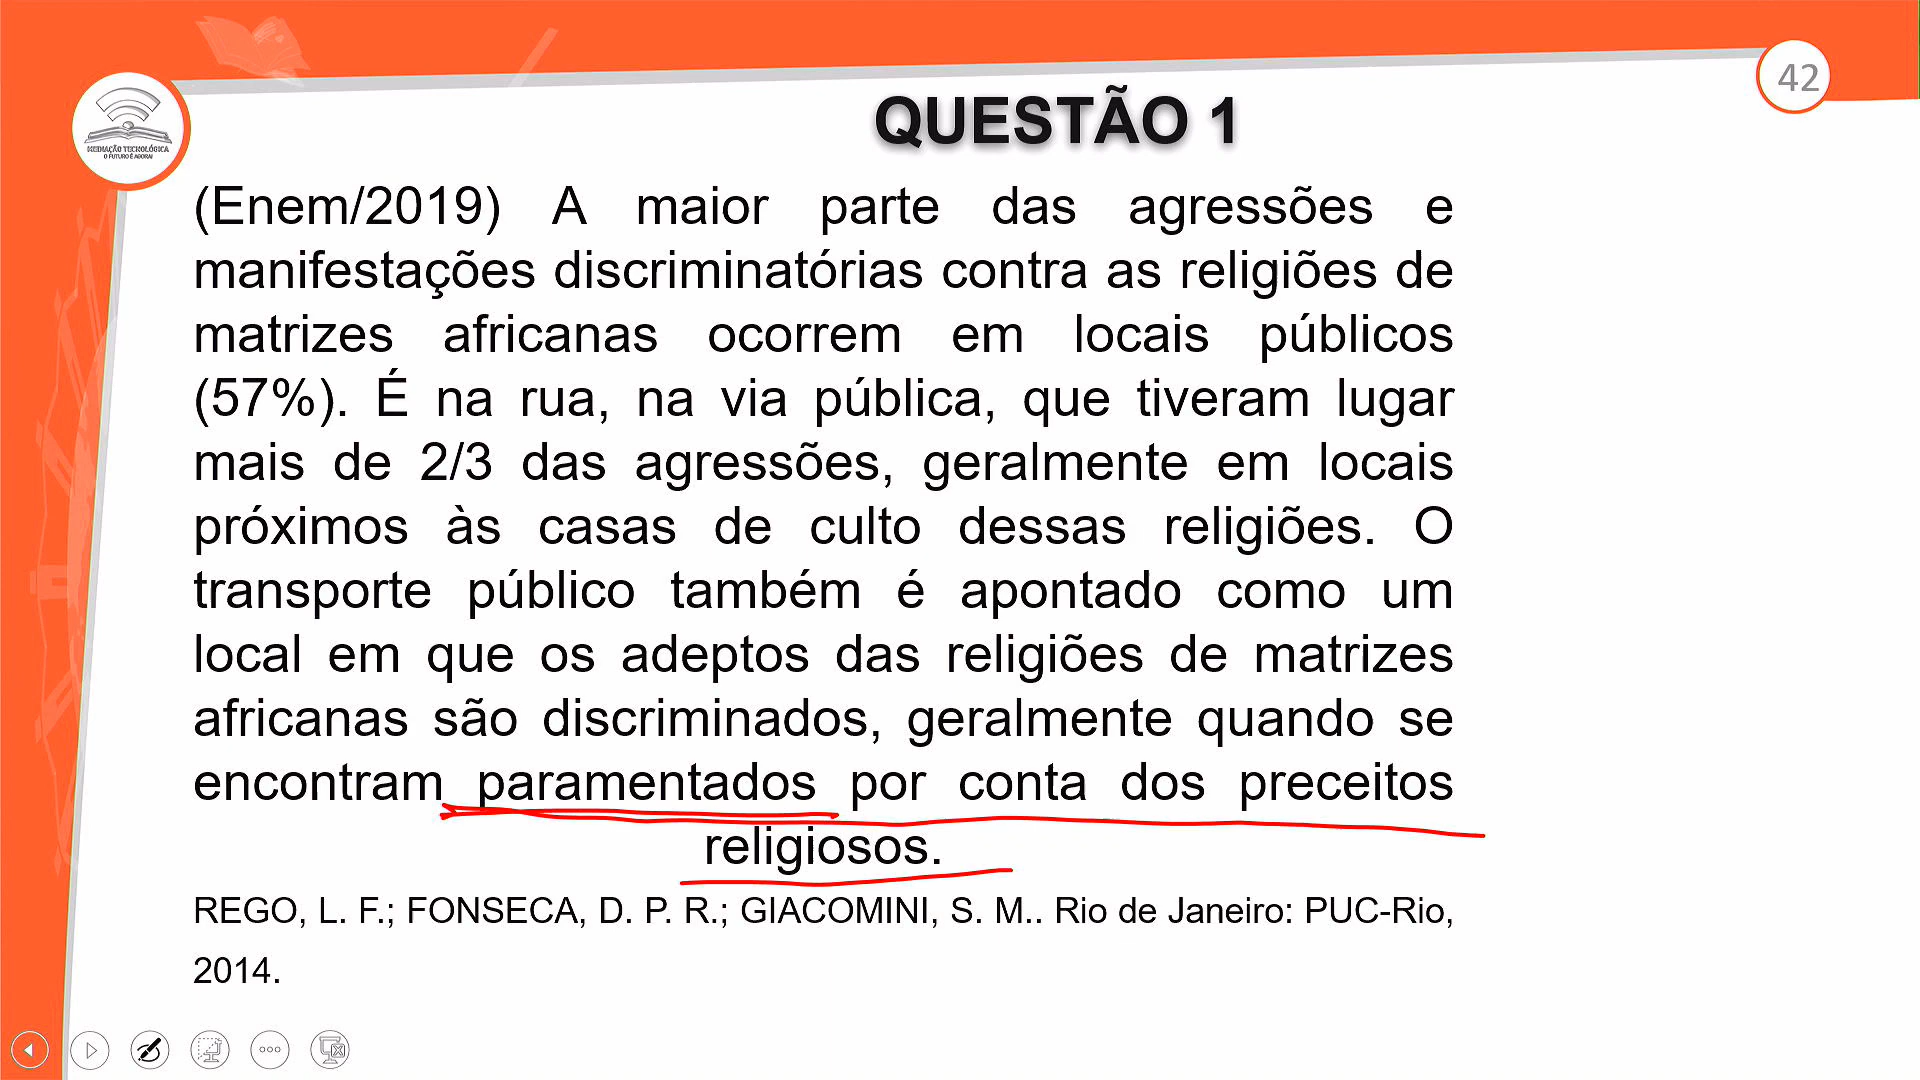 42
MEDIAÇÃO TECNOLÓGICA
O FUTURO É AGORA!
QUESTÃO 1
(Enem/2019) A maior parte das agressões e
manifestações discriminatórias contra as religiões de
matrizes africanas ocorrem em locais públicos
(57%). É na rua, na via pública, que tiveram lugar
mais de 2/3 das agressões, geralmente em locais
próximos às casas de culto dessas religiões. O
transporte público também é apontado como um
local em que os adeptos das religiões de matrizes
africanas são discriminados, geralmente quando se
encontram paramentados por conta dos preceitos
religiosos.
REGO, L. F.; FONSECA, D. P. R.; GIACOMINI, S. M.. Rio de Janeiro: PUC-Rio,
2014.